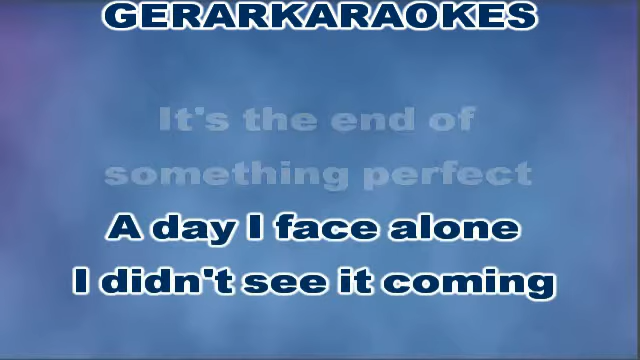 GERARKARAOKES
It's the end of
something perfect
A day I face alone
I didn't see it coming